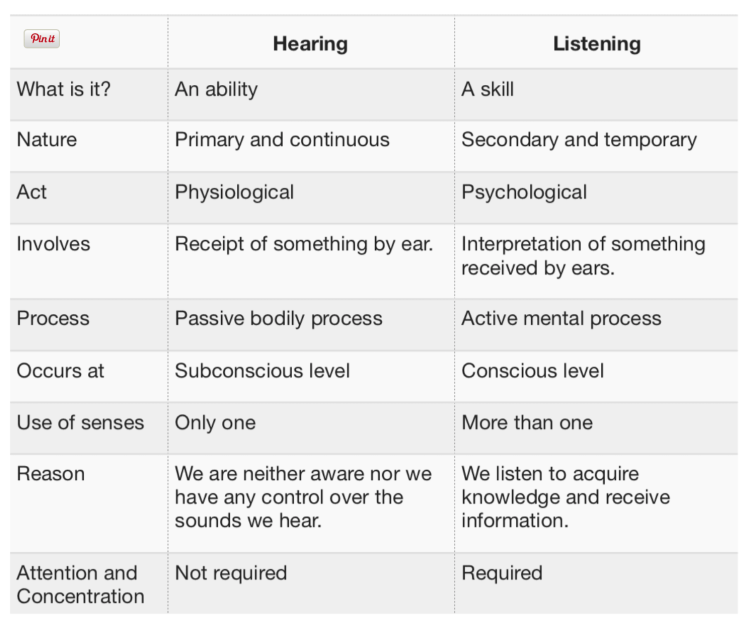 Pin it
Hearing Listening
What is it? An ability A skill
Nature Primary and continuous Secondary and temporary
Act Physiological Psychological
Involves Receipt of something by ear. Interpretation of something
received by ears.
Process Passive bodily process Active mental process
Occurs at Subconscious level Conscious level
Use of senses Only one More than one
Reason We are neither aware nor we We listen to acquire
have any control over the knowledge and receive
sounds we hear. information.
Attention and Not required Required
Concentration